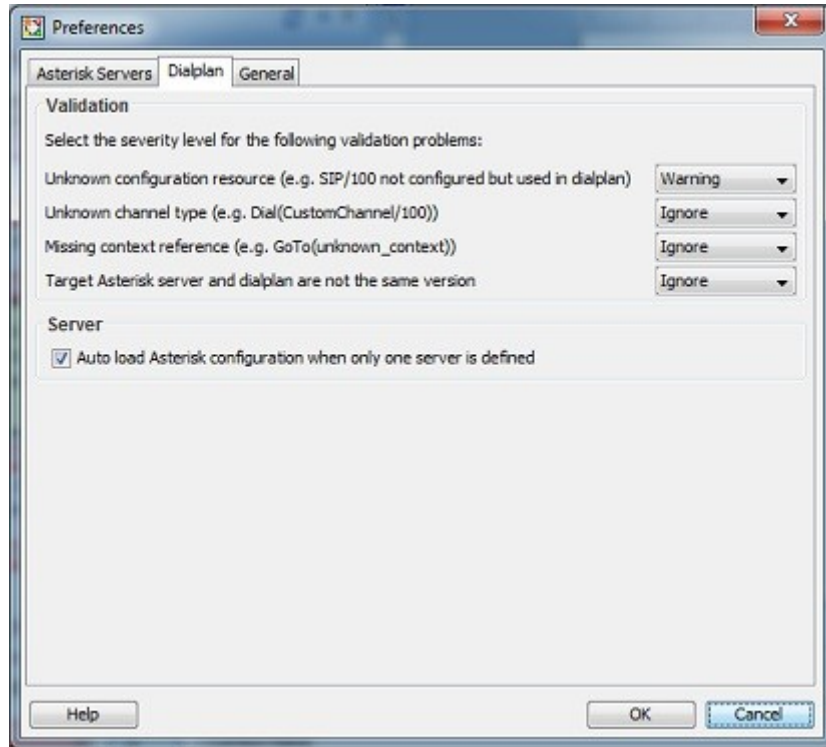 Preferences
Asterisk Servers Dialplan General
Validation
Select the severity level for the following validation problems:
Unknown configuration resource (e.g. SIP/100 not configured but used in dialplan) Warning
Unknown channel type (e.g. Dial(CustomChannel/100)) Ignore
Missing context reference (e.g. GoTo(unknown_context)) Ignore
Target Asterisk server and dialplan are not the same version Ignore
Server
Auto load Asterisk configuration when only one server is defined
Help OK Cancel